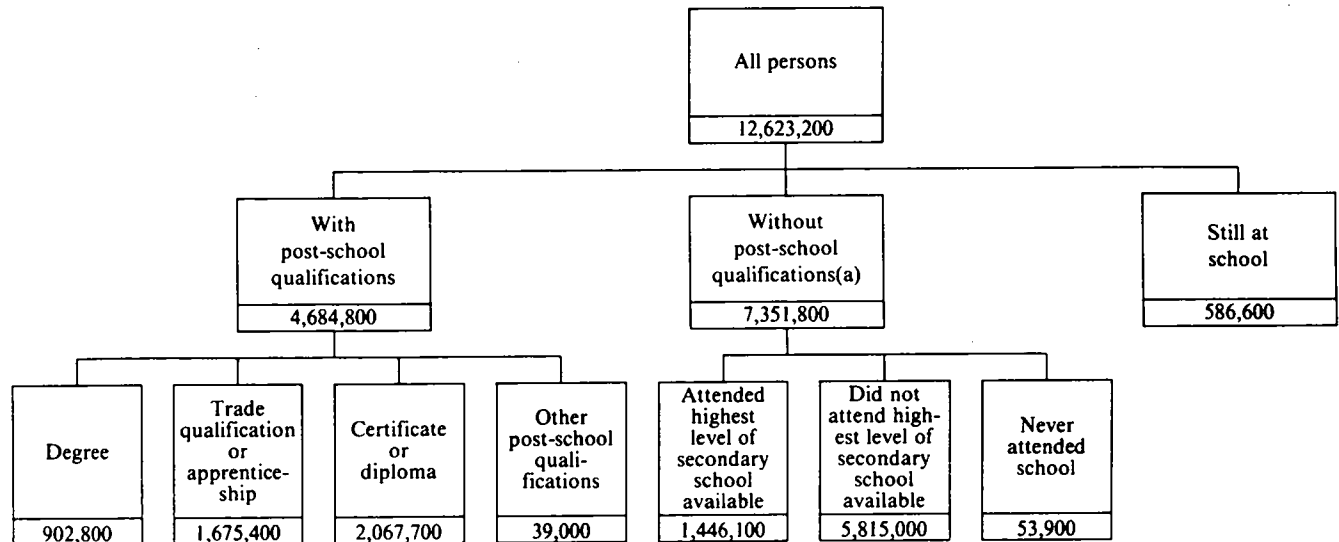 All persons
12,623,200
With
post-school
qualifications
4,684,800
Without
post-school
qualifications(a)
7,351,800
Still at
school
586,600
Degree
902,800
Trade
qualification
or
apprentice-
ship
1,675,400
Certificate
or
diploma
2,067,700
Other
post-school
quali-
fications
39,000
Attended
highest
level of
secondary
school
available
1,446,100
Did not
attend high-
est level of
secondary
school
available
5,815,000
Never
attended
school
53,900